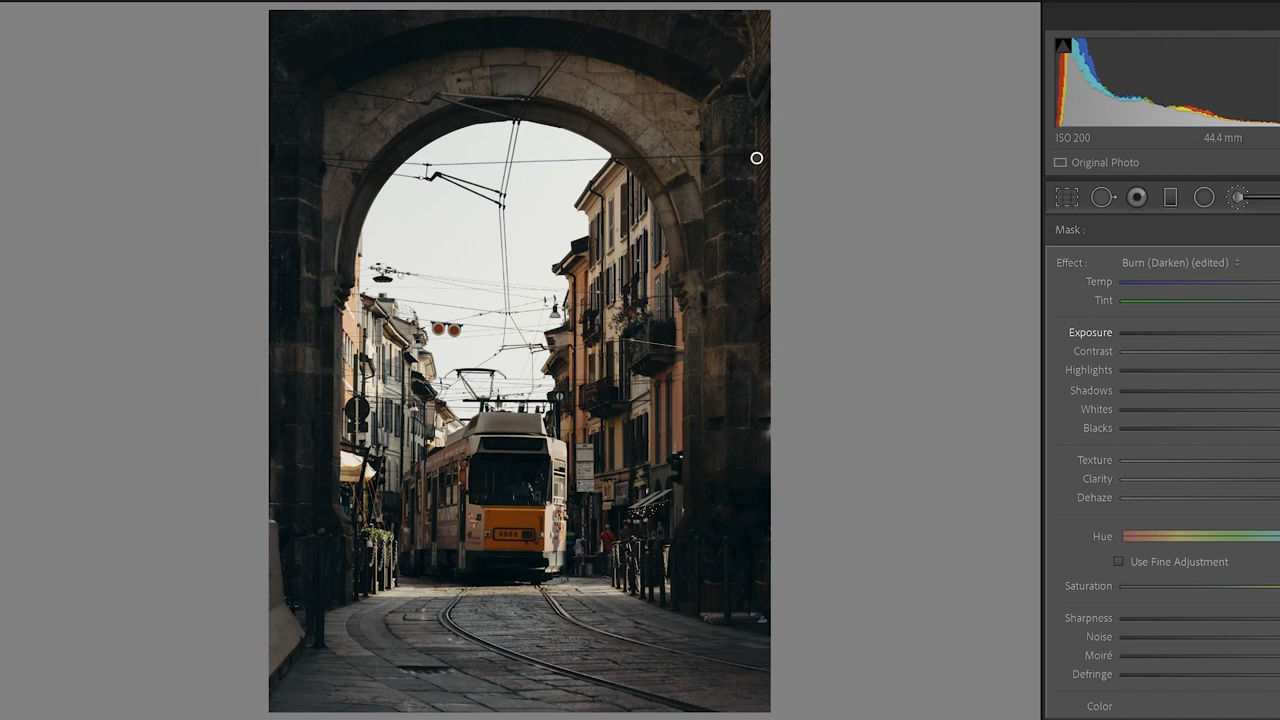 ISO 200 44.4 mm
Original Photo
Mask :
Effect : Burn (Darken) (edited)
Temp
Tint
Exposure
Contrast
Highlights
Shadows
Whites
Blacks
Texture
Clarity
Dehaze
Hue
Use Fine Adjustment
Saturation
Sharpness
Noise
Moiré
Defringe
Color